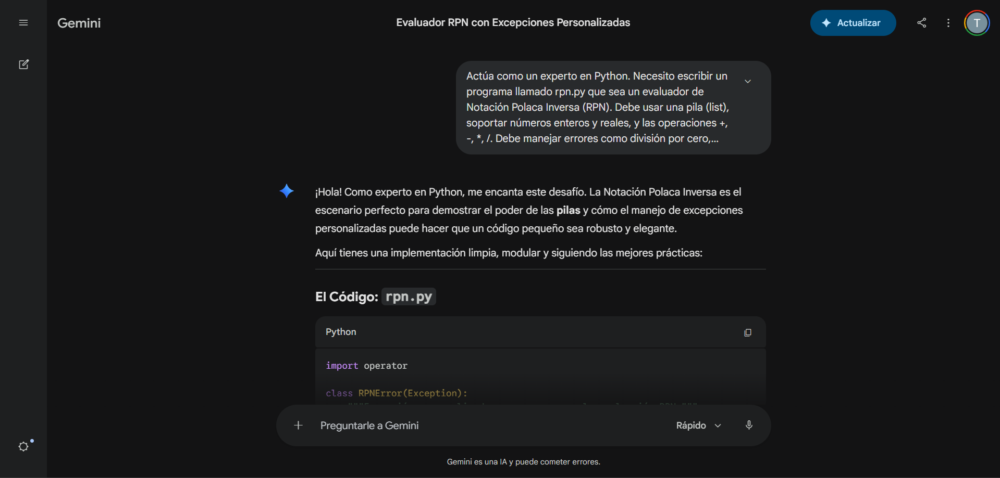 Gemini
Evaluador RPN con Excepciones Personalizadas
Actualizar
T
Actúa como un experto en Python. Necesito escribir un
programa llamado rpn.py que sea un evaluador de
Notación Polaca Inversa (RPN). Debe usar una pila (list),
soportar números enteros y reales, y las operaciones +,
-, *, /. Debe manejar errores como división por cero,...
¡Hola! Como experto en Python, me encanta este desafío. La Notación Polaca Inversa es el
escenario perfecto para demostrar el poder de las pilas y cómo el manejo de excepciones
personalizadas puede hacer que un código pequeño sea robusto y elegante.
Aquí tienes una implementación limpia, modular y siguiendo las mejores prácticas:
El Código: rpn.py
Python
import operator
class RPNError(Exception):
Preguntarle a Gemini
Rápido
Gemini es una IA y puede cometer errores.